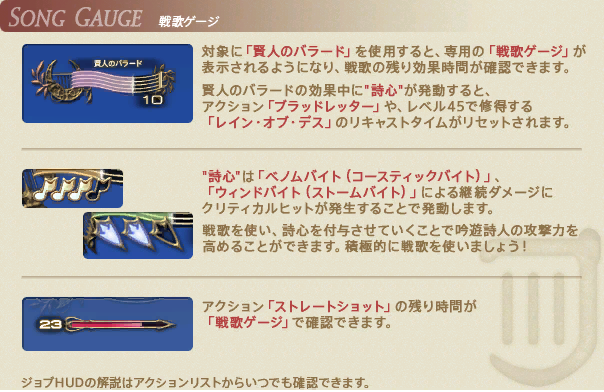 SONG GAUGE 戦歌ゲージ
賢人のバラード
10
対象に「賢人のバラード」を使用すると、専用の「戦歌ゲージ」が
表示されるようになり、戦歌の残り効果時間が確認できます。
賢人のバラードの効果中に"詩心"が発動すると、
アクション「ブラッドレッター」や、レベル45で修得する
「レイン・オブ・デス」のリキャストタイムがリセットされます。
"詩心"は「ベノムバイト（コースティックバイト）」、
「ウィンドバイト（ストームバイト）」による継続ダメージに
クリティカルヒットが発生することで発動します。
戦歌を使い、詩心を付与させていくことで吟遊詩人の攻撃力を
高めることができます。積極的に戦歌を使いましょう！
23
アクション「ストレートショット」の残り時間が
「戦歌ゲージ」で確認できます。
ジョブHUDの解説はアクションリストからいつでも確認できます。